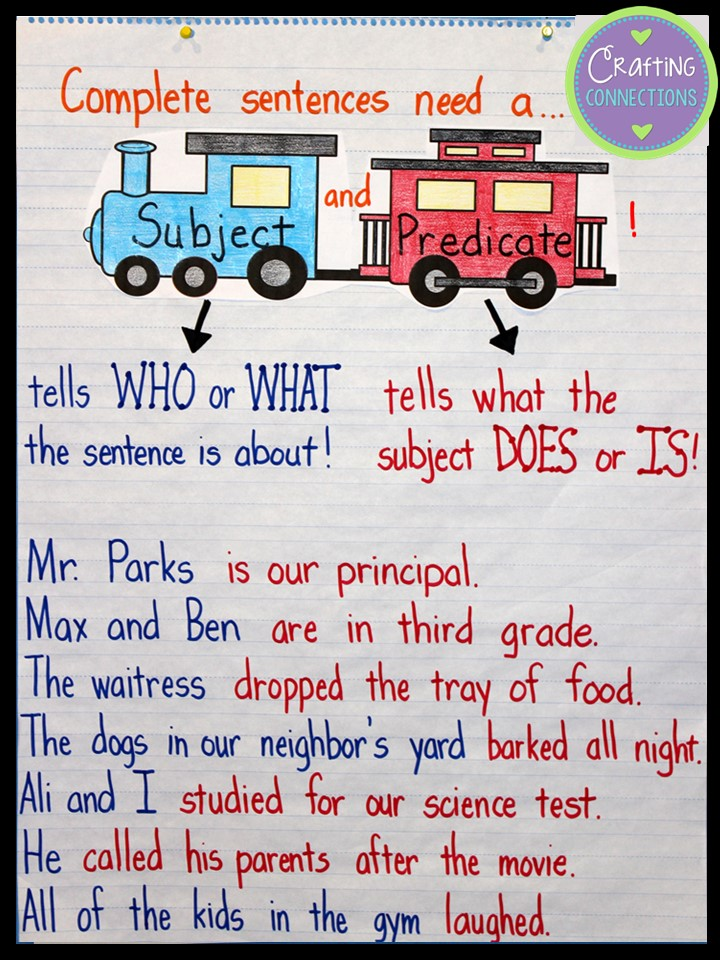 Crafting
CONNECTIONS
Complete sentences need a...
Subject and Predicate !
tells WHO or WHAT
the sentence is about!
tells what the
subject DOES or IS!
Mr. Parks is our principal.
Max and Ben are in third grade.
The waitress dropped the tray of food.
The dogs in our neighbor's yard barked all night.
Ali and I studied for our science test.
He called his parents after the movie.
All of the kids in the gym laughed.